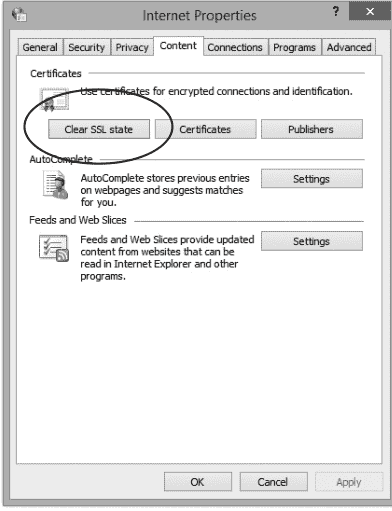 Internet Properties
? x
General Security Privacy Content Connections Programs Advanced
Certificates
Use certificates for encrypted connections and identification.
Clear SSL state Certificates Publishers
AutoComplete
AutoComplete stores previous entries
on webpages and suggests matches
for you.
Settings
Feeds and Web Slices
Feeds and Web Slices provide updated
content from websites that can be
read in Internet Explorer and other
programs.
Settings
OK Cancel Apply